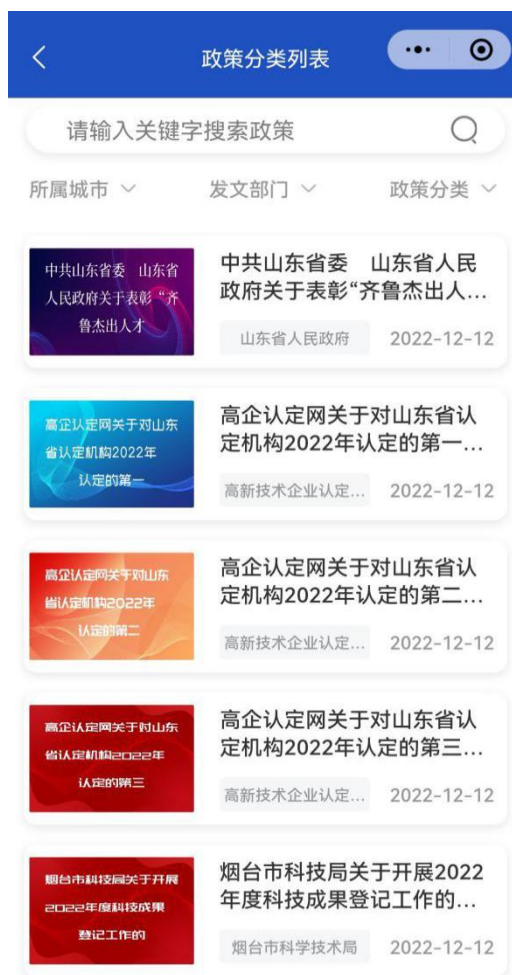 政策分类列表
请输入关键字搜索政策
所属城市
发文部门
政策分类
中共山东省委 山东省
人民政府关于表彰“齐
鲁杰出人才
中共山东省委 山东省人民
政府关于表彰“齐鲁杰出人...
山东省人民政府
2022-12-12
高企认定网关于对山东
省认定机构2022年
认定的第一
高企认定网关于对山东省认
定机构2022年认定的第一...
高新技术企业认定...
2022-12-12
高企认定网关于对山东
省认定机构2022年
认定的第二
高企认定网关于对山东省认
定机构2022年认定的第二...
高新技术企业认定...
2022-12-12
高企认定网关于对山东
省认定机构2022年
认定的第三
高企认定网关于对山东省认
定机构2022年认定的第三...
高新技术企业认定...
2022-12-12
烟台市科技局关于开展
2022年度科技成果
登记工作的
烟台市科技局关于开展2022
年度科技成果登记工作的...
烟台市科学技术局
2022-12-12